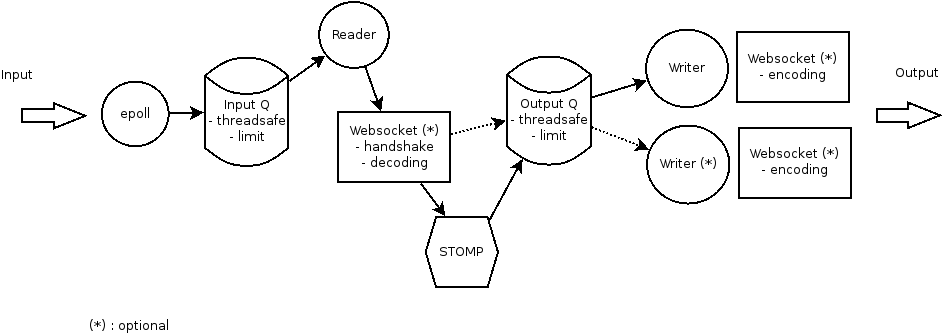 Input
epoll
Input Q
- threadsafe
- limit
Reader
Websocket (*)
- handshake
- decoding
STOMP
Output Q
- threadsafe
- limit
Writer
Websocket (*)
- encoding
Writer (*)
Websocket (*)
- encoding
Output
(*) : optional